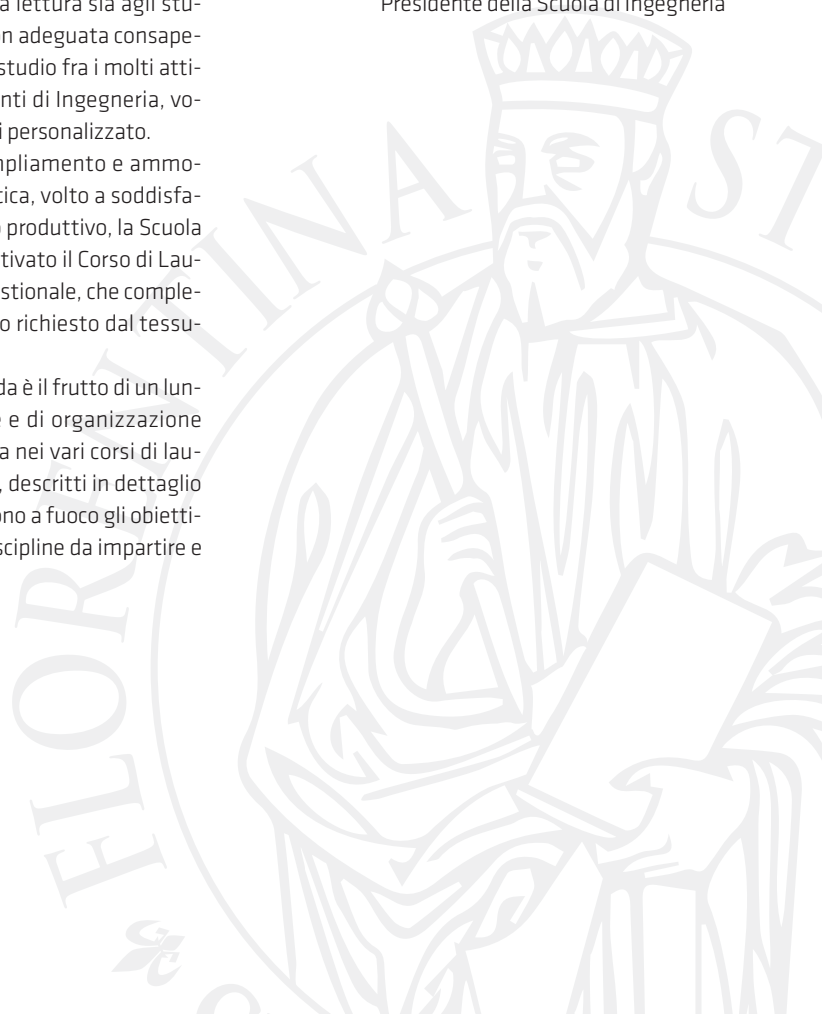 a lettura sia agli stu-
n adeguata consape-
studio fra i molti atti-
nti di Ingegneria, vo-
i personalizzato.
mpliamento e ammo-
tica, volto a soddisfa-
o produttivo, la Scuola
tivato il Corso di Lau-
stionale, che comple-
o richiesto dal tessu-
da è il frutto di un lun-
e e di organizzazione
a nei vari corsi di lau-
, descritti in dettaglio
ono a fuoco gli obietti-
scipline da impartire e
Presidente della Scuola di Ingegneria
FLORENTINA ST